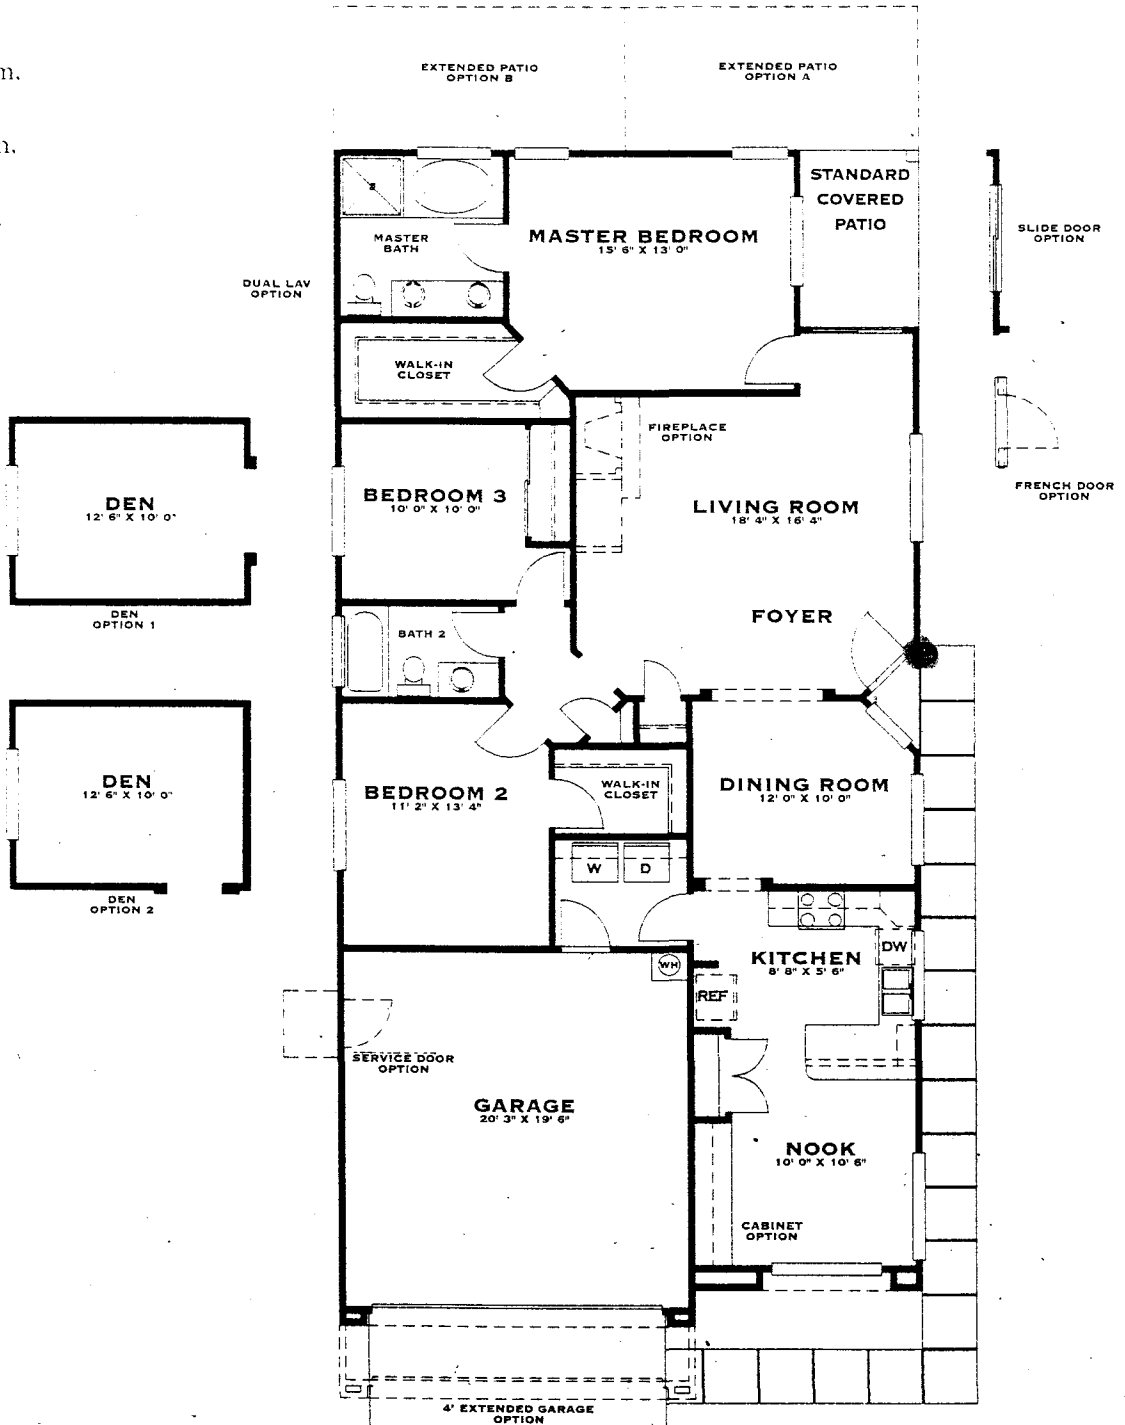 EXTENDED PATIO
OPTION B
EXTENDED PATIO
OPTION A
STANDARD
COVERED
PATIO
SLIDE DOOR
OPTION
MASTER
BATH
MASTER BEDROOM
15' 6" X 13' 0"
DUAL LAV
OPTION
WALK-IN
CLOSET
FIREPLACE
OPTION
FRENCH DOOR
OPTION
DEN
12' 6" X 10' 0"
DEN
OPTION 1
BEDROOM 3
10' 0" X 10' 0"
LIVING ROOM
18' 4" X 16' 4"
FOYER
BATH 2
DEN
12' 6" X 10' 0"
DEN
OPTION 2
BEDROOM 2
11' 2" X 13' 4"
WALK-IN
CLOSET
DINING ROOM
12' 0" X 10' 0"
W
D
KITCHEN
8' 8" X 5' 6"
DW
WH
REF
SERVICE DOOR
OPTION
GARAGE
20' 3" X 19' 6"
NOOK
10' 0" X 10' 6"
CABINET
OPTION
4' EXTENDED GARAGE
OPTION